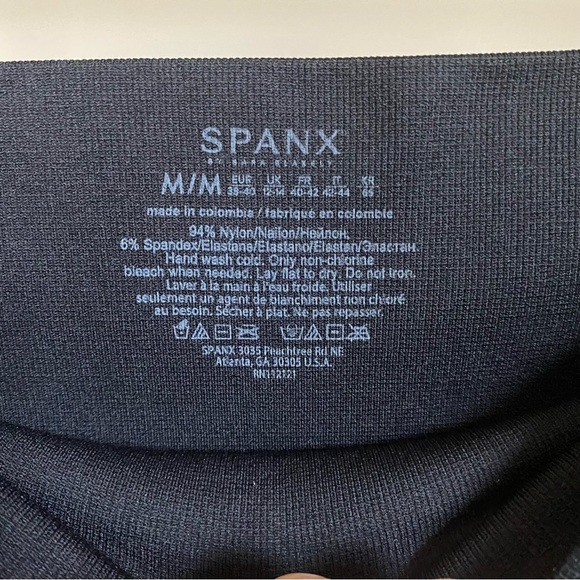 SPANX
BY SARA BLAKELY
M/M EUR UK FR IT KR
38-40 12-14 40-42 42-44 66
made in colombia / fabriqué en colombie
94% Nylon/Nailon/Нейлон.
6% Spandex/Elastane/Elastano/Elastan/Эластан.
Hand wash cold. Only non-chlorine
bleach when needed. Lay flat to dry. Do not iron.
Laver à la main à l'eau froide. Utiliser
seulement un agent de blanchiment non chloré
au besoin. Sécher à plat. Ne pas repasser.
SPANX 3035 Peachtree Rd NE
Atlanta, GA 30305 U.S.A.
RN112121